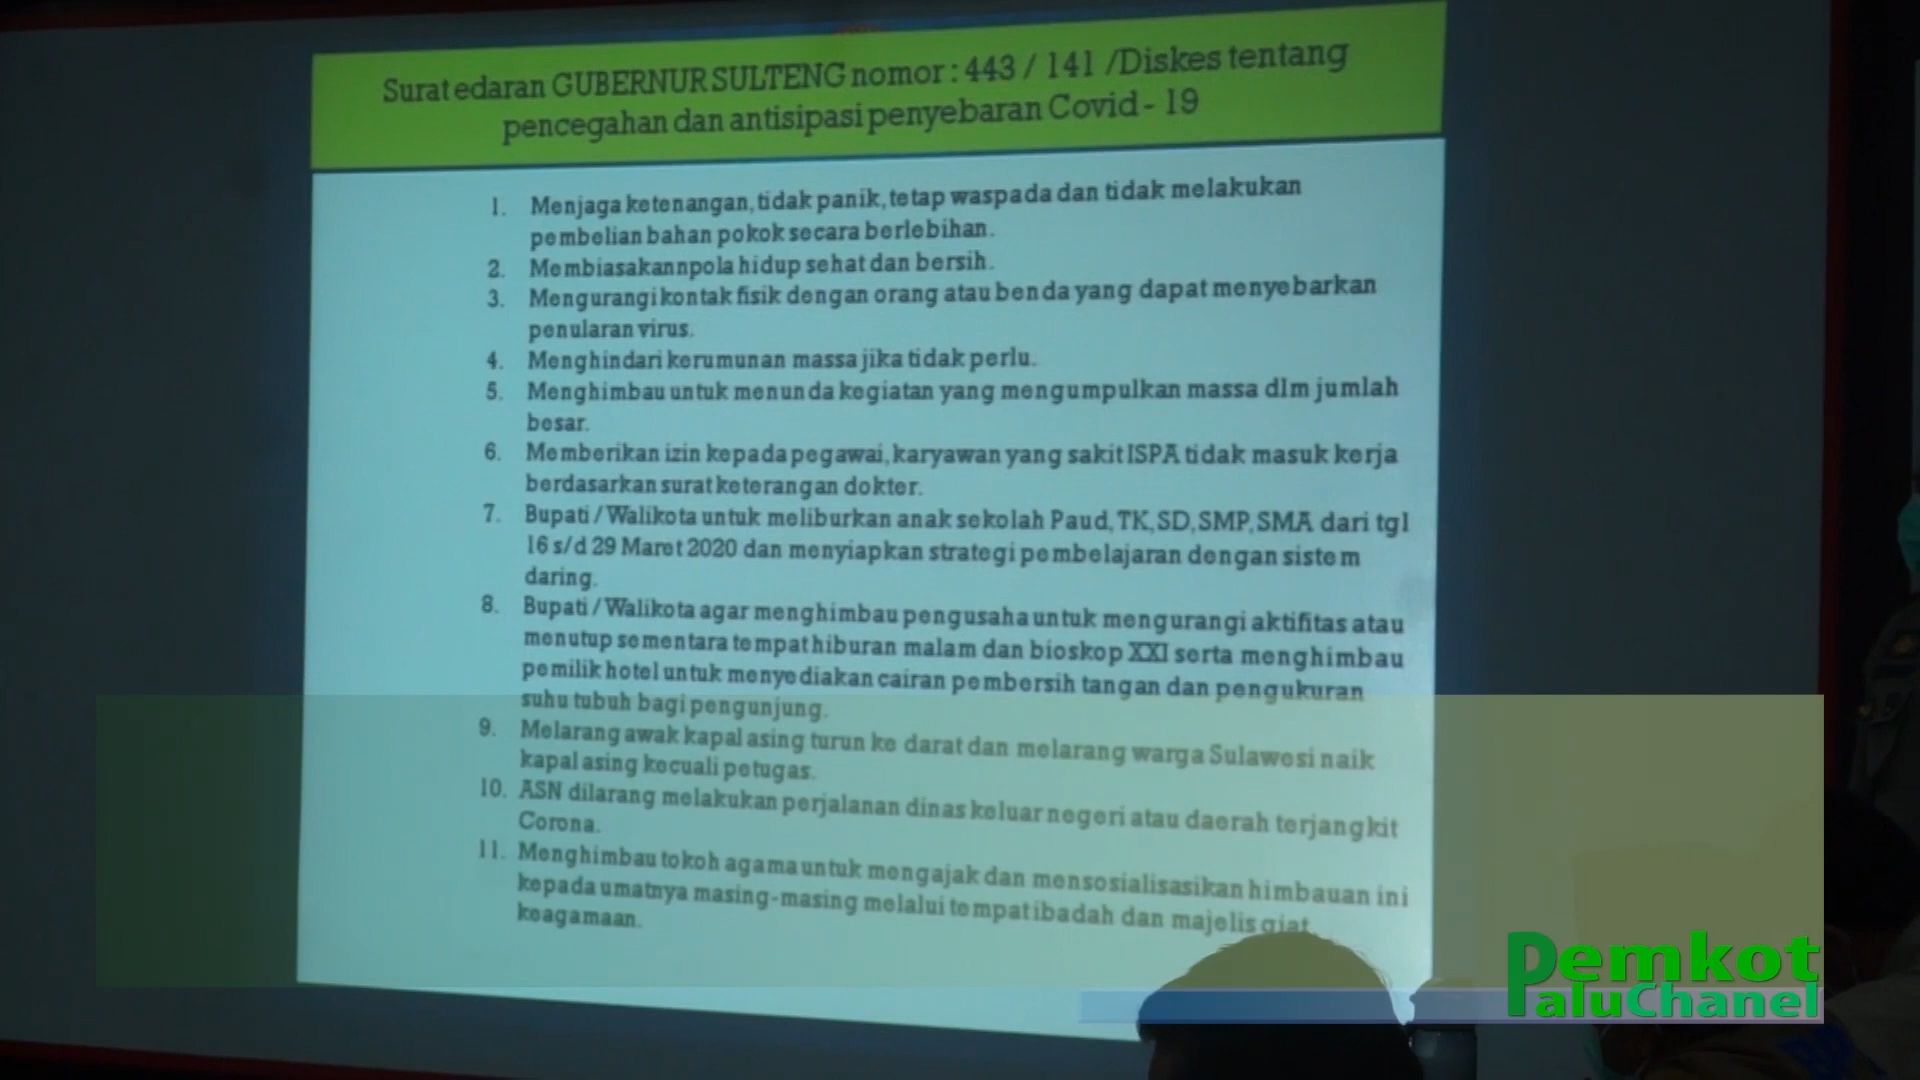 Surat edaran GUBERNUR SULTENG nomor : 443 / 141 /Diskes tentang
pencegahan dan antisipasi penyebaran Covid - 19
1. Menjaga ketenangan, tidak panik, tetap waspada dan tidak melakukan
pembelian bahan pokok secara berlebihan.
2. Membiasakannpola hidup sehat dan bersih.
3. Mengurangi kontak fisik dengan orang atau benda yang dapat menyebarkan
penularan virus.
4. Menghindari kerumunan massa jika tidak perlu.
5. Menghimbau untuk menunda kegiatan yang mengumpulkan massa dlm jumlah
besar.
6. Memberikan izin kepada pegawai, karyawan yang sakit ISPA tidak masuk kerja
berdasarkan surat keterangan dokter.
7. Bupati / Walikota untuk meliburkan anak sekolah Paud, TK, SD, SMP, SMA dari tgl
16 s/d 29 Maret 2020 dan menyiapkan strategi pembelajaran dengan sistem
daring.
8. Bupati / Walikota agar menghimbau pengusaha untuk mengurangi aktifitas atau
menutup sementara tempat hiburan malam dan bioskop XXI serta menghimbau
pemilik hotel untuk menyediakan cairan pembersih tangan dan pengukuran
suhu tubuh bagi pengunjung.
9. Melarang awak kapal asing turun ke darat dan melarang warga Sulawesi naik
kapal asing kecuali petugas.
10. ASN dilarang melakukan perjalanan dinas keluar negeri atau daerah terjangkit
Corona.
11. Menghimbau tokoh agama untuk mengajak dan mensosialisasikan himbauan ini
kepada umatnya masing-masing melalui tempat ibadah dan majelis giat
keagamaan.
Pemkot
PaluChanel